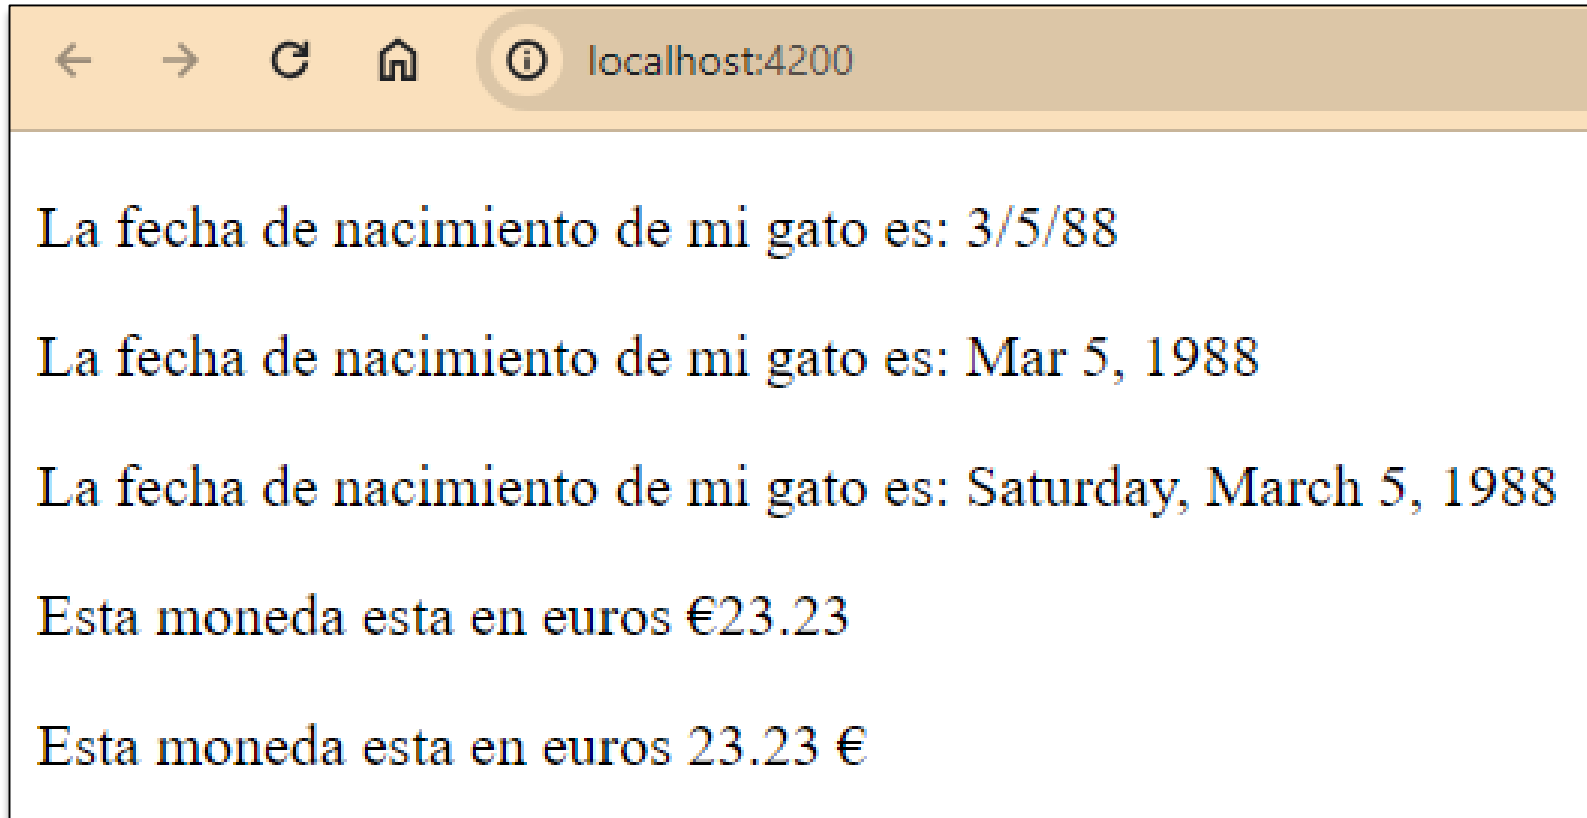 localhost:4200
La fecha de nacimiento de mi gato es: 3/5/88
La fecha de nacimiento de mi gato es: Mar 5, 1988
La fecha de nacimiento de mi gato es: Saturday, March 5, 1988
Esta moneda esta en euros €23.23
Esta moneda esta en euros 23.23 €